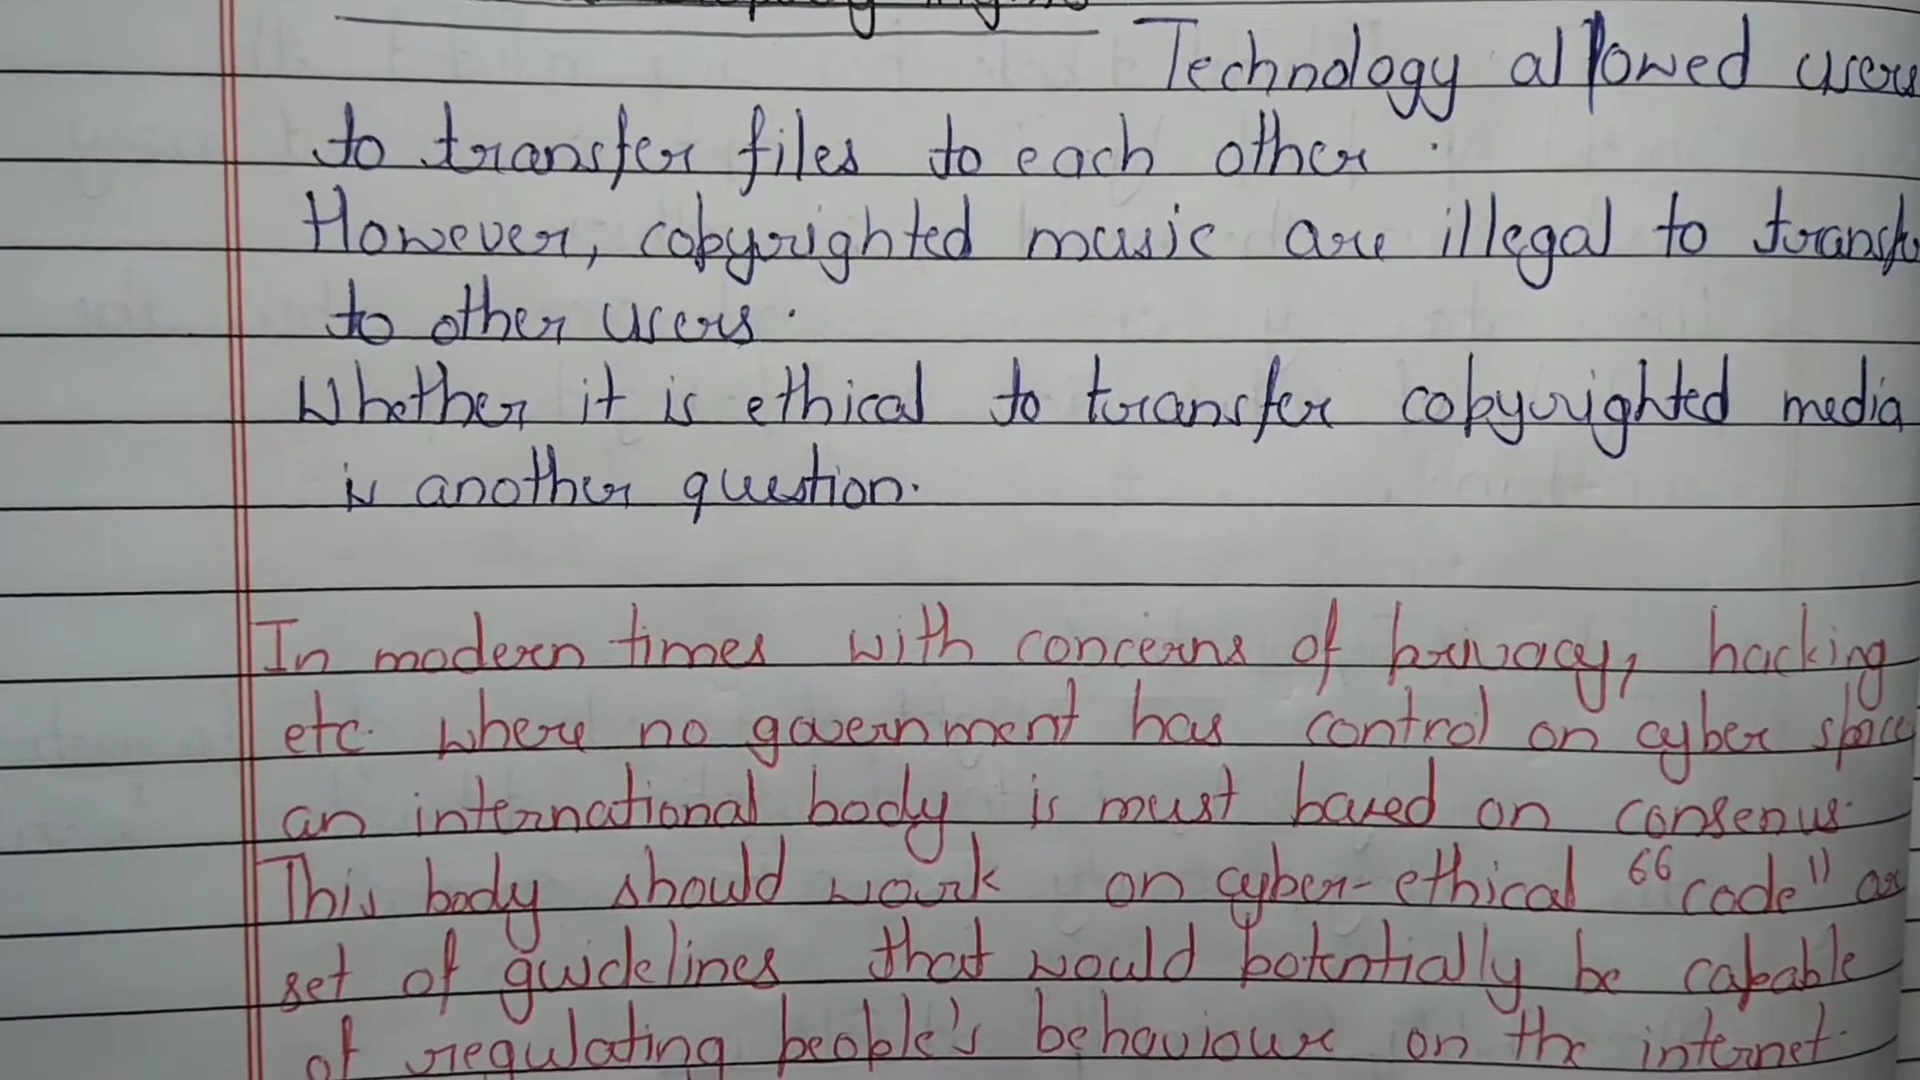 Technology allowed users
to transfer files to each other.
However, copyrighted music are illegal to
to other users.
Whether it is ethical to transfer copyrighted media
is another question.
In modern times with concerns of privacy, hacking
etc. where no government has control on cyber space
an international body is must based on consenus.
This body should work on cyber-ethical "code" or
set of guidelines that would potentially be capable
of regulating people's behaviour on the internet.